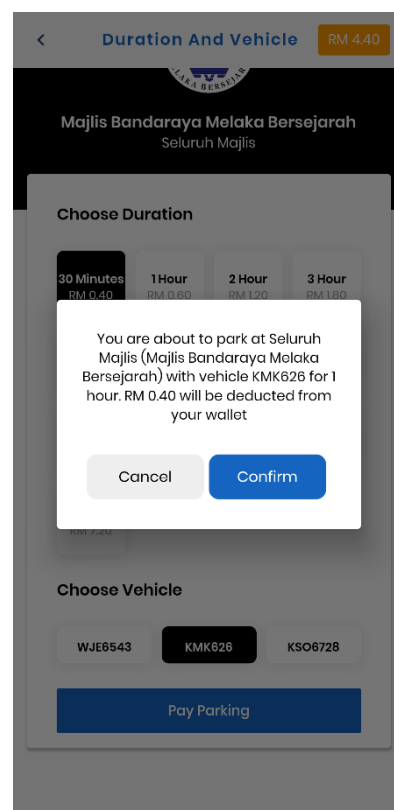 Duration And Vehicle
RM 4.40
BERSEJAR
Majlis Bandaraya Melaka Bersejarah
Seluruh Majlis
Choose Duration
30 Minutes 1 Hour 2 Hour 3 Hour
RM 0.40 RM 0.60 RM 1.20 RM 1.80
You are about to park at Seluruh
Majlis (Majlis Bandaraya Melaka
Bersejarah) with vehicle KMK626 for 1
hour. RM 0.40 will be deducted from
your wallet
Cancel Confirm
RM 7.20
Choose Vehicle
WJE6543 KMK626 KSO6728
Pay Parking